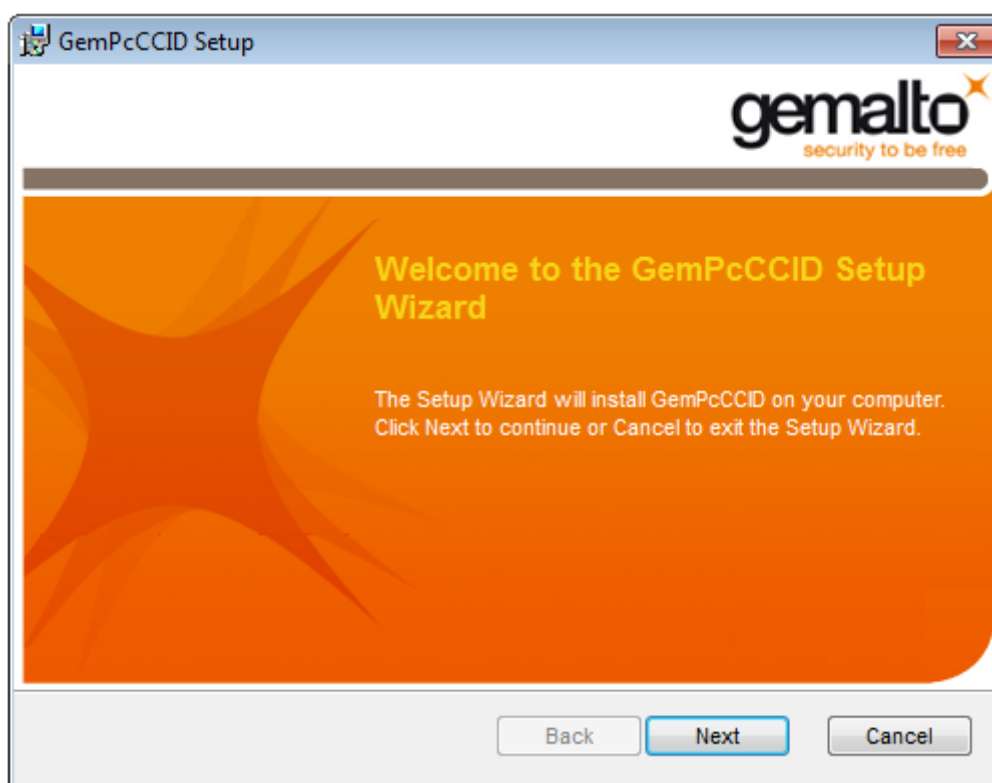 GemPcCCID Setup
gemalto
security to be free
Welcome to the GemPcCCID Setup
Wizard
The Setup Wizard will install GemPcCCID on your computer.
Click Next to continue or Cancel to exit the Setup Wizard.
Back Next Cancel